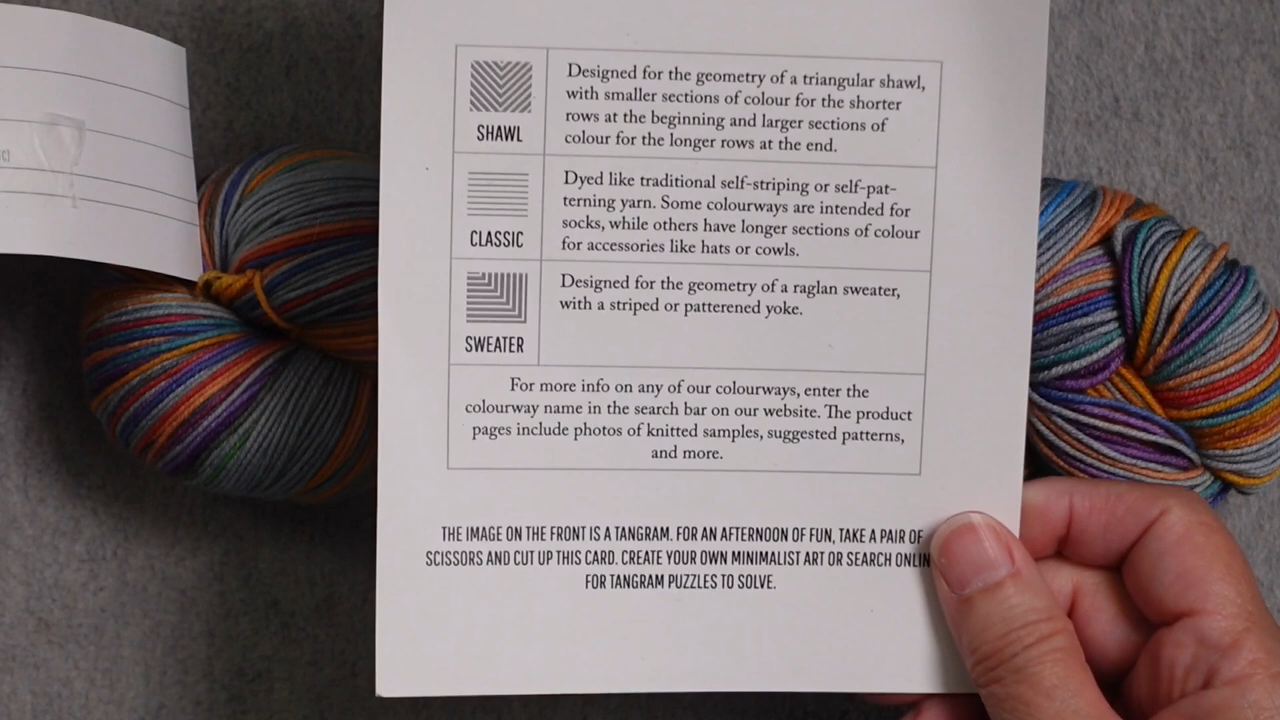 Designed for the geometry of a triangular shawl,
with smaller sections of colour for the shorter
rows at the beginning and larger sections of
colour for the longer rows at the end.
SHAWL
Dyed like traditional self-striping or self-pat-
terning yarn. Some colourways are intended for
socks, while others have longer sections of colour
for accessories like hats or cowls.
CLASSIC
Designed for the geometry of a raglan sweater,
with a striped or patterened yoke.
SWEATER
For more info on any of our colourways, enter the
colourway name in the search bar on our website. The product
pages include photos of knitted samples, suggested patterns,
and more.
THE IMAGE ON THE FRONT IS A TANGRAM. FOR AN AFTERNOON OF FUN, TAKE A PAIR OF
SCISSORS AND CUT UP THIS CARD. CREATE YOUR OWN MINIMALIST ART OR SEARCH ONLIN
FOR TANGRAM PUZZLES TO SOLVE.